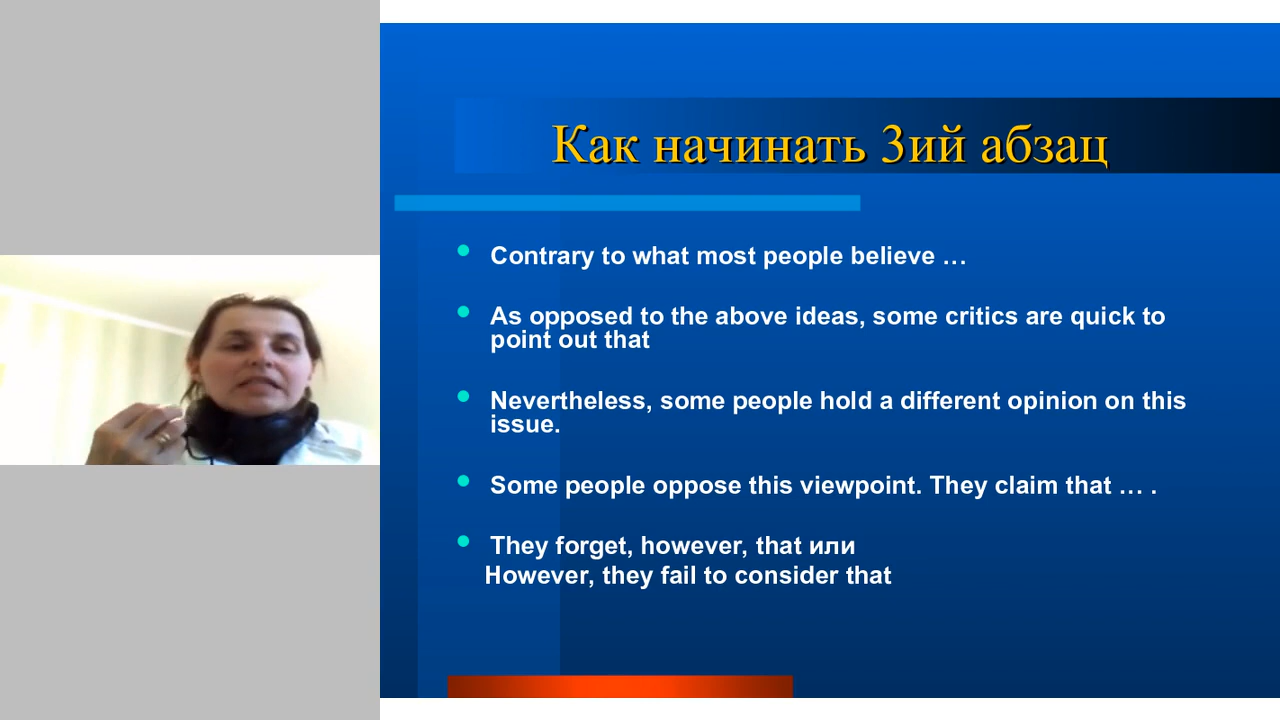 Как начинать 3ий абзац
Contrary to what most people believe …
As opposed to the above ideas, some critics are quick to
point out that
Nevertheless, some people hold a different opinion on this
issue.
Some people oppose this viewpoint. They claim that … .
They forget, however, that или
However, they fail to consider that